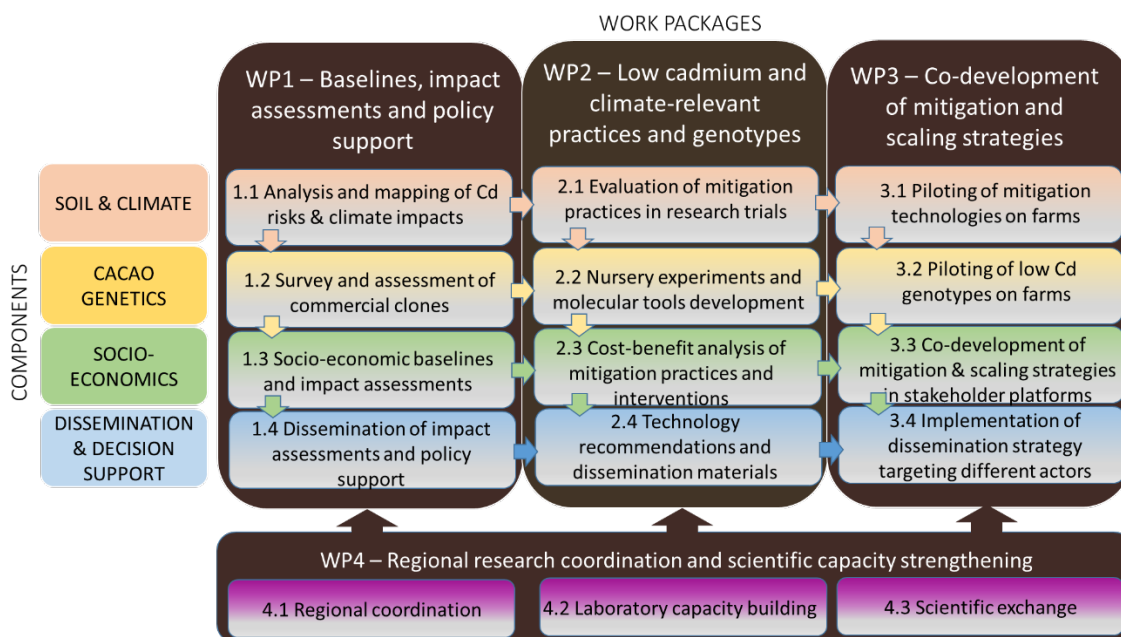 WORK PACKAGES
WP1 – Baselines,
impact
assessments
and policy
support
WP2 – Low cadmium
and
climate-relevant
practices and genotypes
WP3 – Co-development
of mitigation and
scaling strategies
COMPONENTS
SOIL & CLIMATE
1.1 Analysis and mapping of Cd
risks & climate impacts
2.1 Evaluation of mitigation
practices in research trials
3.1 Piloting of mitigation
technologies on farms
CACAO
GENETICS
1.2 Survey and assessment of
commercial clones
2.2 Nursery experiments and
molecular tools development
3.2 Piloting of low Cd
genotypes on farms
SOCIO-
ECONOMICS
1.3 Socio-economic baselines
and impact assessments
2.3 Cost-benefit analysis of
mitigation practices and
interventions
3.3 Co-development of
mitigation & scaling strategies
in stakeholder platforms
DISSEMINATION
& DECISION
SUPPORT
1.4 Dissemination of impact
assessments and policy
support
2.4 Technology
recommendations and
dissemination materials
3.4 Implementation of
dissemination strategy
targeting different actors
WP4 – Regional research coordination and scientific capacity strengthening
4.1 Regional coordination
4.2 Laboratory capacity building
4.3 Scientific exchange